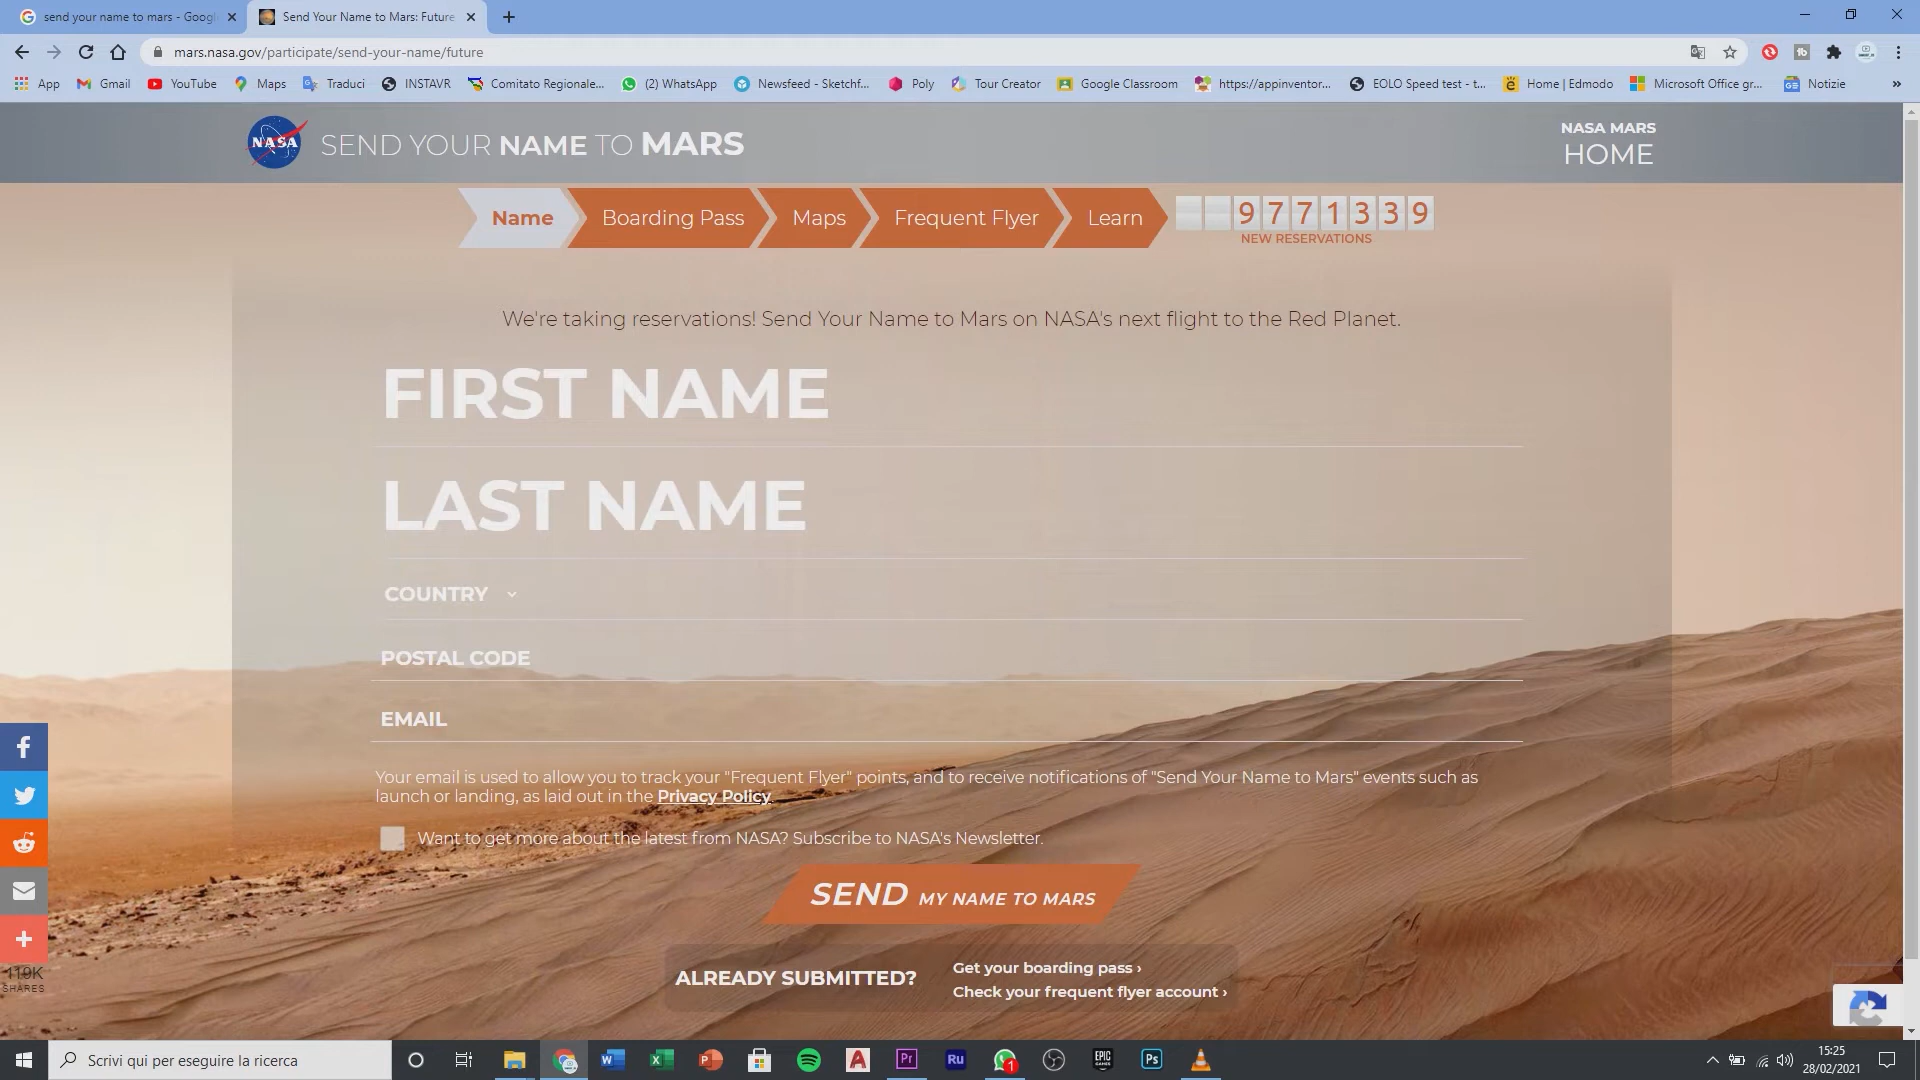 send your name to mars - Googl
Send Your Name to Mars: Future
mars.nasa.gov/participate/send-your-name/future
App Gmail YouTube Maps Traduci INSTAVR Comitato Regionale... (2) WhatsApp Newsfeed - Sketchf... Poly Tour Creator Google Classroom https://appinventor... EOLO Speed test - t... Home | Edmodo Microsoft Office gr... Notizie »
NASA SEND YOUR NAME TO MARS
NASA MARS
HOME
Name Boarding Pass Maps Frequent Flyer Learn 9771339
NEW RESERVATIONS
We're taking reservations! Send Your Name to Mars on NASA's next flight to the Red Planet.
FIRST NAME
LAST NAME
COUNTRY
POSTAL CODE
EMAIL
Your email is used to allow you to track your "Frequent Flyer" points, and to receive notifications of "Send Your Name to Mars" events such as
launch or landing, as laid out in the Privacy Policy.
Want to get more about the latest from NASA? Subscribe to NASA's Newsletter.
SEND MY NAME TO MARS
ALREADY SUBMITTED?
Get your boarding pass ›
Check your frequent flyer account ›
119K
SHARES
Scrivi qui per eseguire la ricerca
Pr Ru 1 EPIC GAMES Ps
15:25
28/02/2021